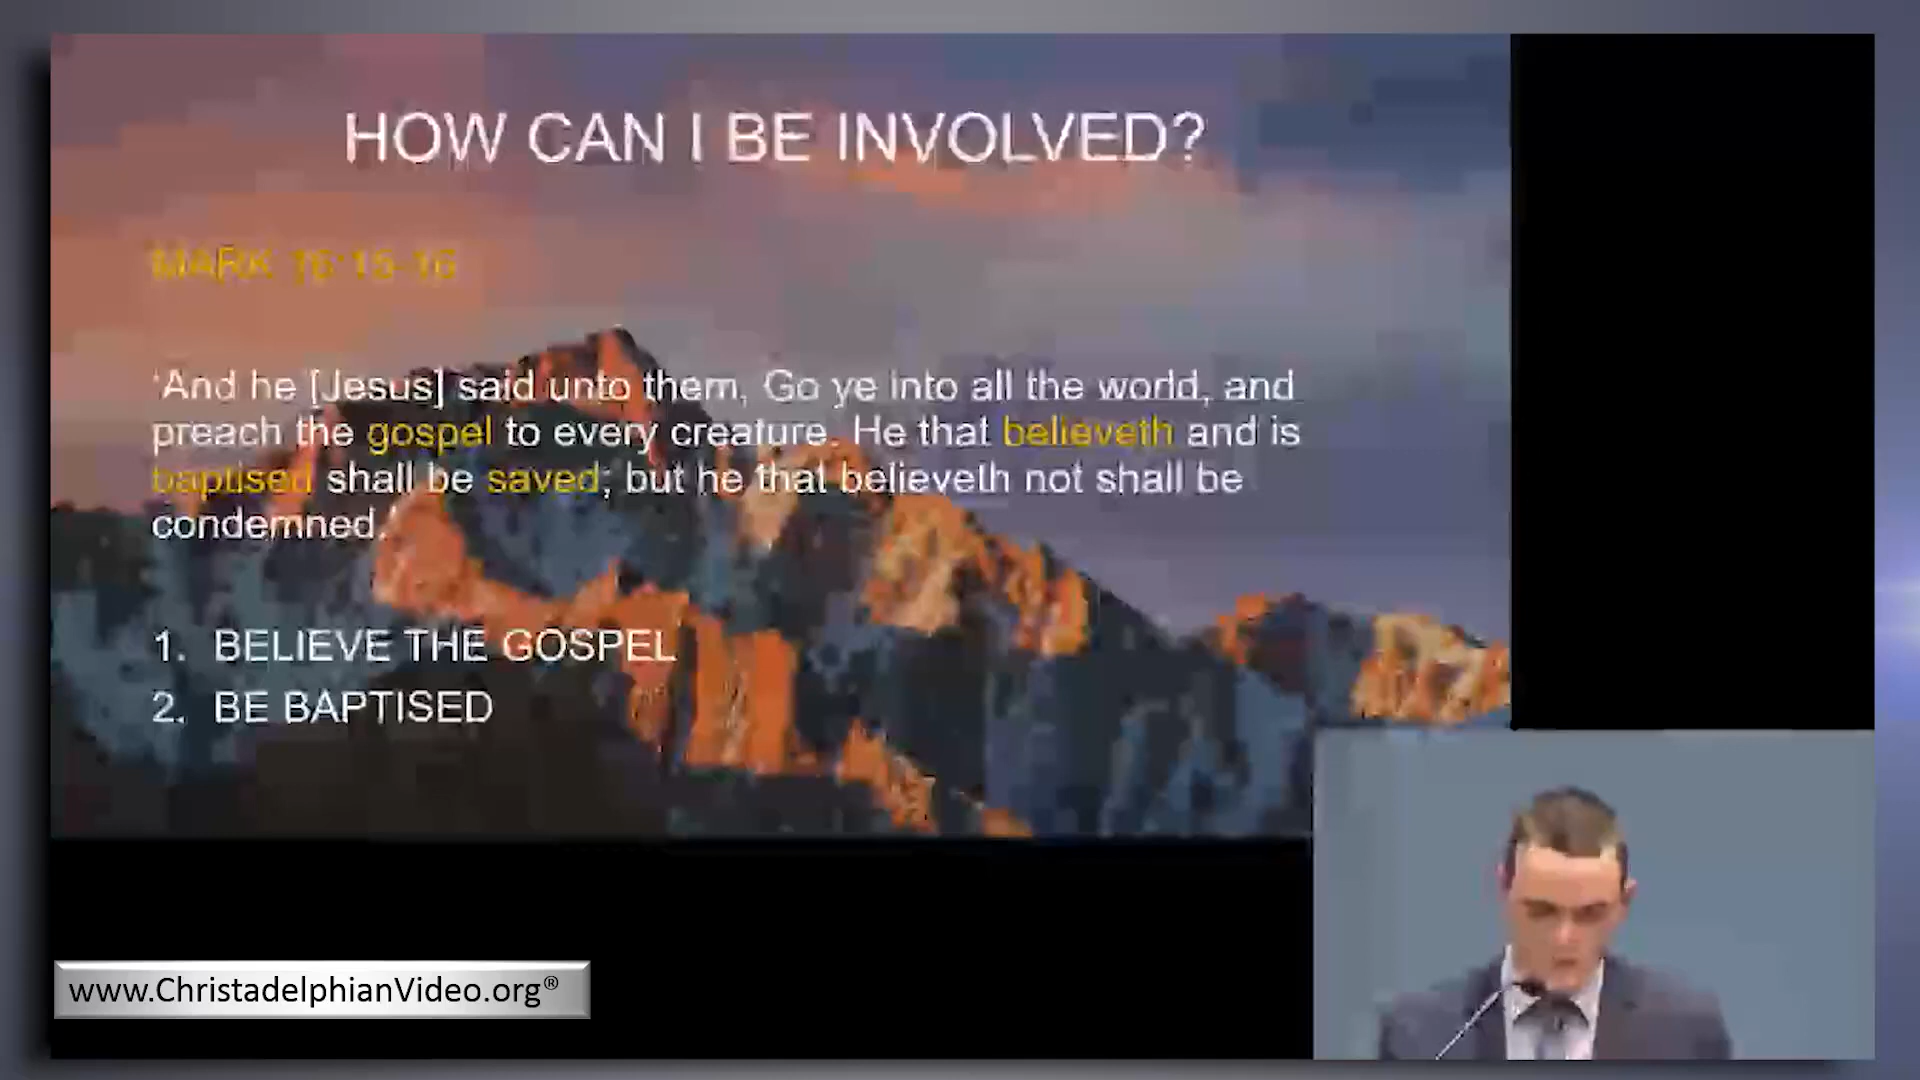 HOW CAN I BE INVOLVED?
MARK 16:15-16
'And he [Jesus] said unto them, Go ye into all the world, and
preach the gospel to every creature. He that believeth and is
baptised shall be saved; but he that believeth not shall be
condemned.'
1. BELIEVE THE GOSPEL
2. BE BAPTISED
www.ChristadelphianVideo.org®